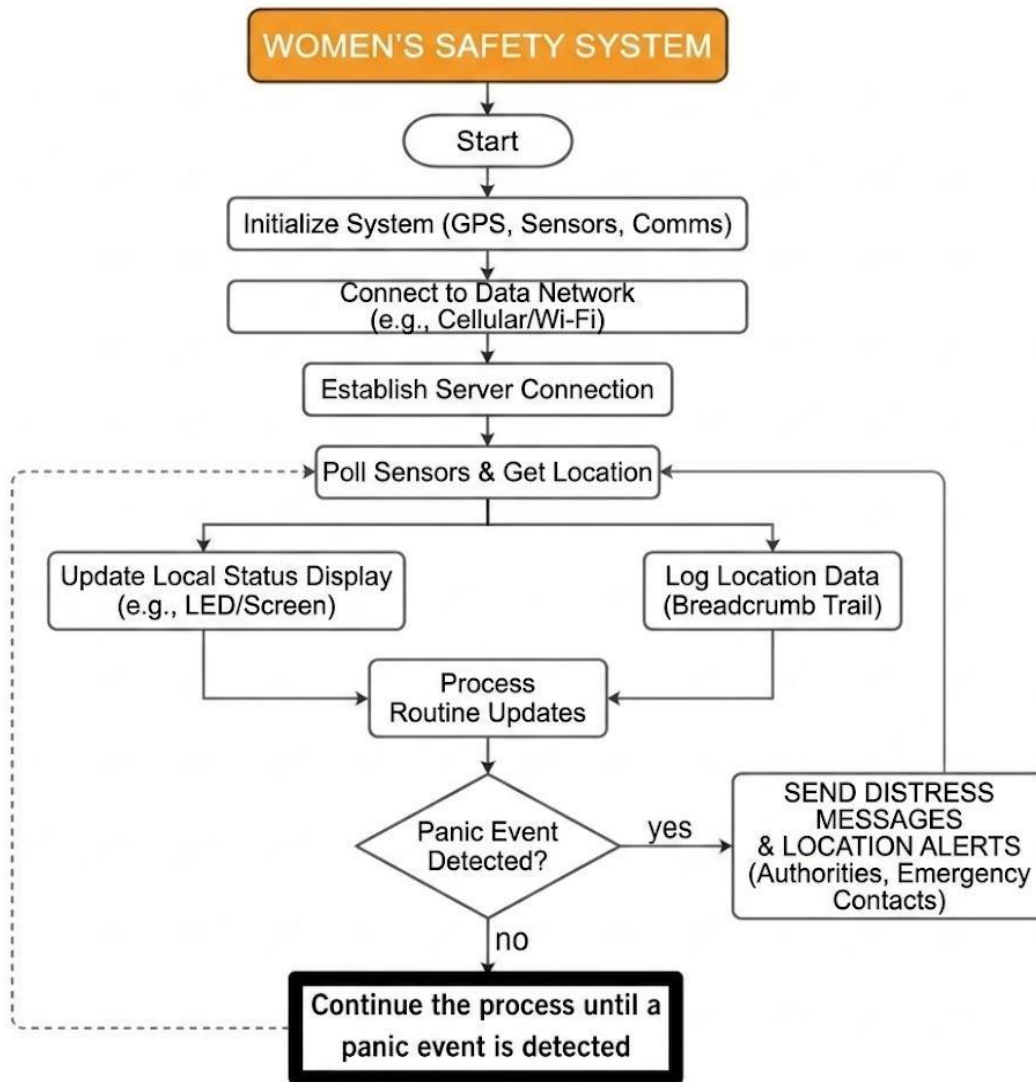 WOMEN'S SAFETY SYSTEM
Start
Initialize System (GPS, Sensors, Comms)
Connect to Data Network
(e.g., Cellular/Wi-Fi)
Establish Server Connection
Poll Sensors & Get Location
Update Local Status Display
(e.g., LED/Screen)
Log Location Data
(Breadcrumb Trail)
Process
Routine Updates
Panic Event
Detected?
yes
SEND DISTRESS
MESSAGES
& LOCATION ALERTS
(Authorities, Emergency
Contacts)
no
Continue the process until a
panic event is detected